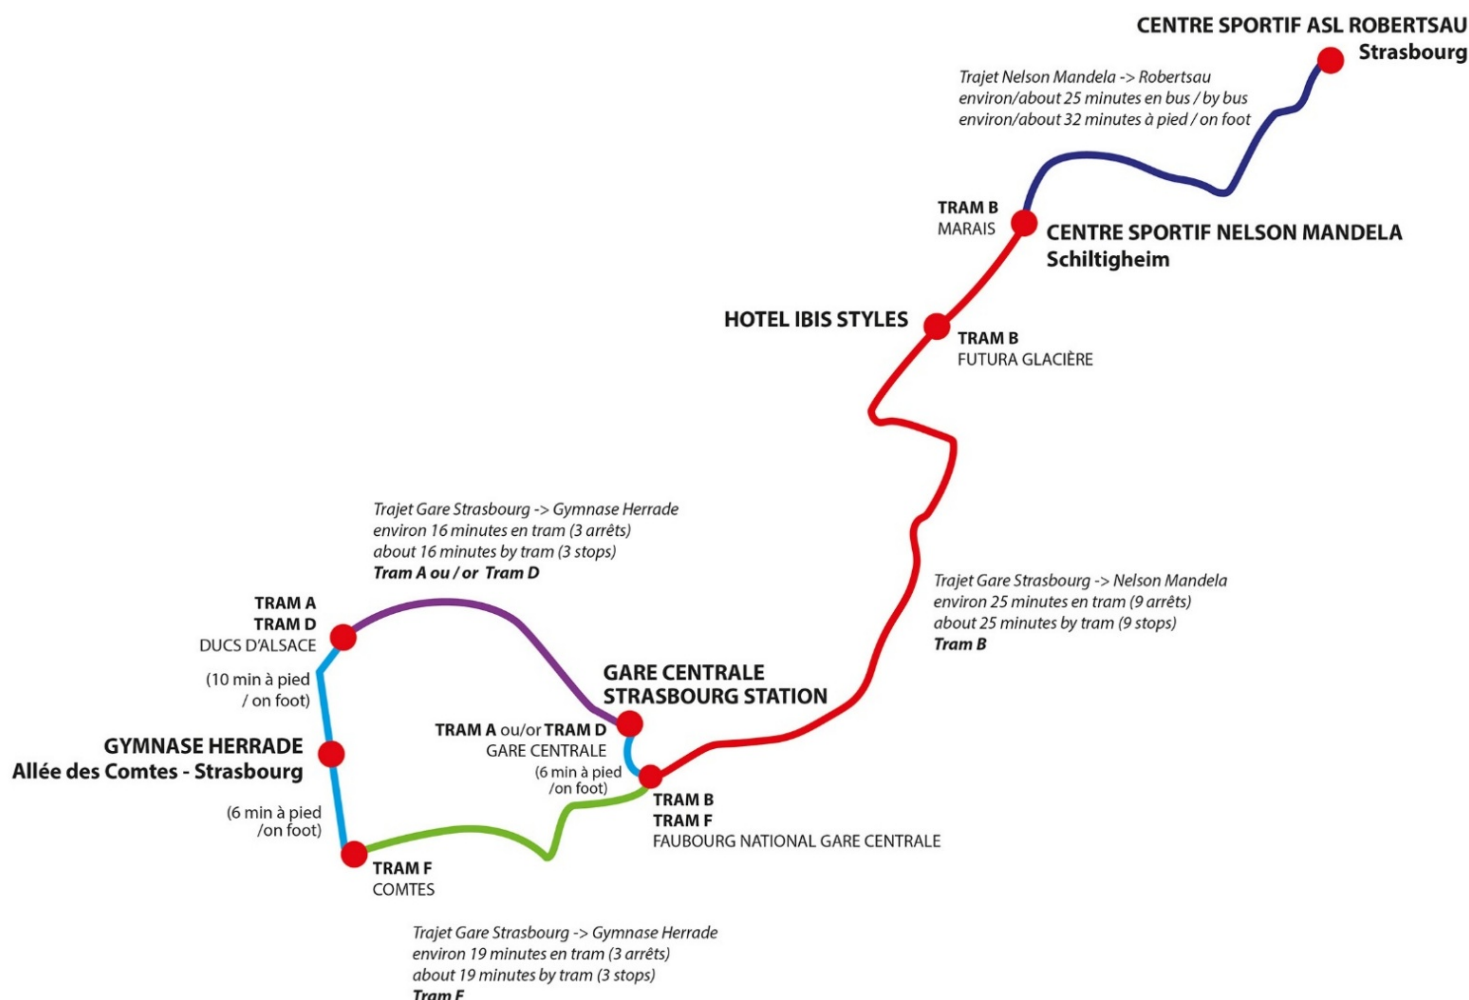 CENTRE SPORTIF ASL ROBERTSAU
Strasbourg
Trajet Nelson Mandela -> Robertsau
environ/about 25 minutes en bus / by bus
environ/about 32 minutes à pied / on foot
TRAM B
MARAIS
CENTRE SPORTIF NELSON MANDELA
Schiltigheim
HOTEL IBIS STYLES
TRAM B
FUTURA GLACIÈRE
Trajet Gare Strasbourg -> Gymnase Herrade
environ 16 minutes en tram (3 arrêts)
about 16 minutes by tram (3 stops)
Tram A ou / or Tram D
Trajet Gare Strasbourg -> Nelson Mandela
environ 25 minutes en tram (9 arrêts)
about 25 minutes by tram (9 stops)
Tram B
TRAM A
TRAM D
DUCS D'ALSACE
(10 min à pied
/ on foot)
GARE CENTRALE
STRASBOURG STATION
TRAM A ou/or TRAM D
GARE CENTRALE
(6 min à pied
/on foot)
GYMNASE HERRADE
Allée des Comtes - Strasbourg
(6 min à pied
/on foot)
TRAM B
TRAM F
FAUBOURG NATIONAL GARE CENTRALE
TRAM F
COMTES
Trajet Gare Strasbourg -> Gymnase Herrade
environ 19 minutes en tram (3 arrêts)
about 19 minutes by tram (3 stops)
Tram F